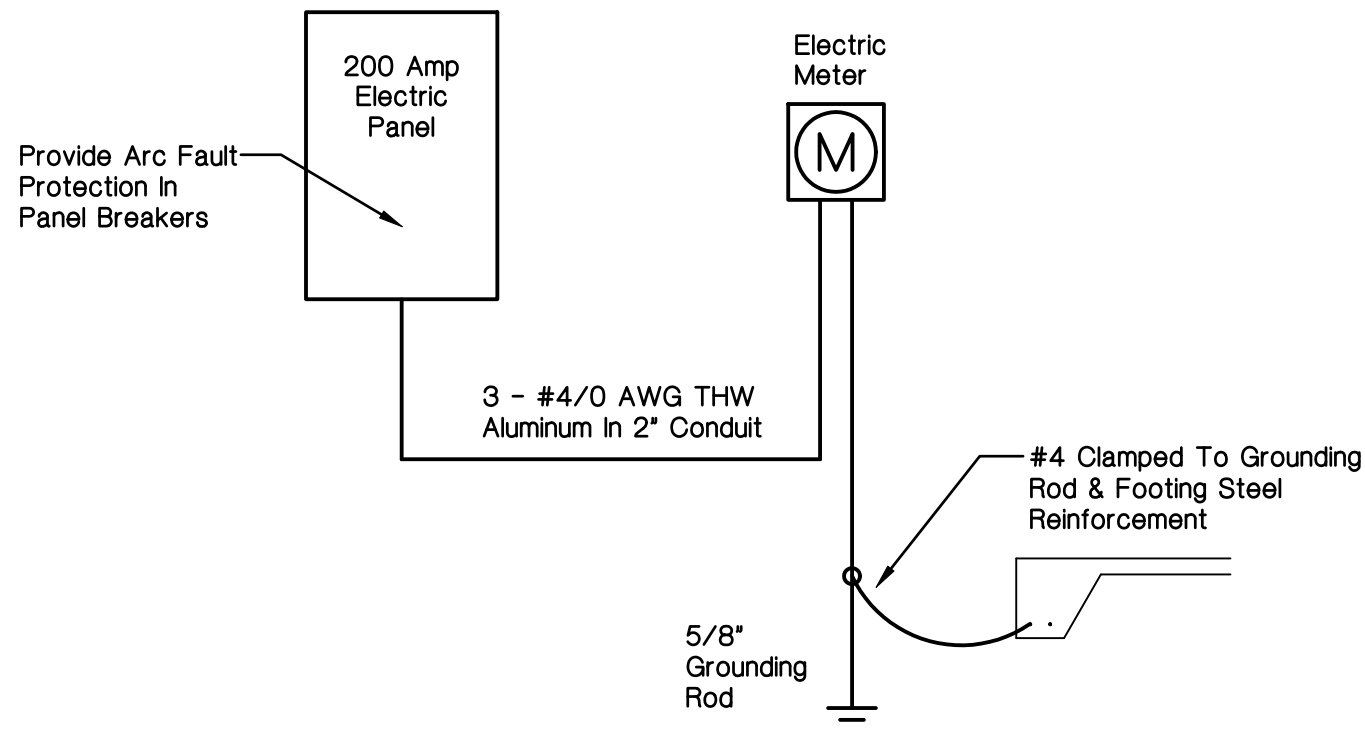 200 Amp
Electric
Panel
Electric
Meter
M
Provide Arc Fault
Protection In
Panel Breakers
3 - #4/0 AWG THW
Aluminum In 2" Conduit
#4 Clamped To Grounding
Rod & Footing Steel
Reinforcement
5/8"
Grounding
Rod